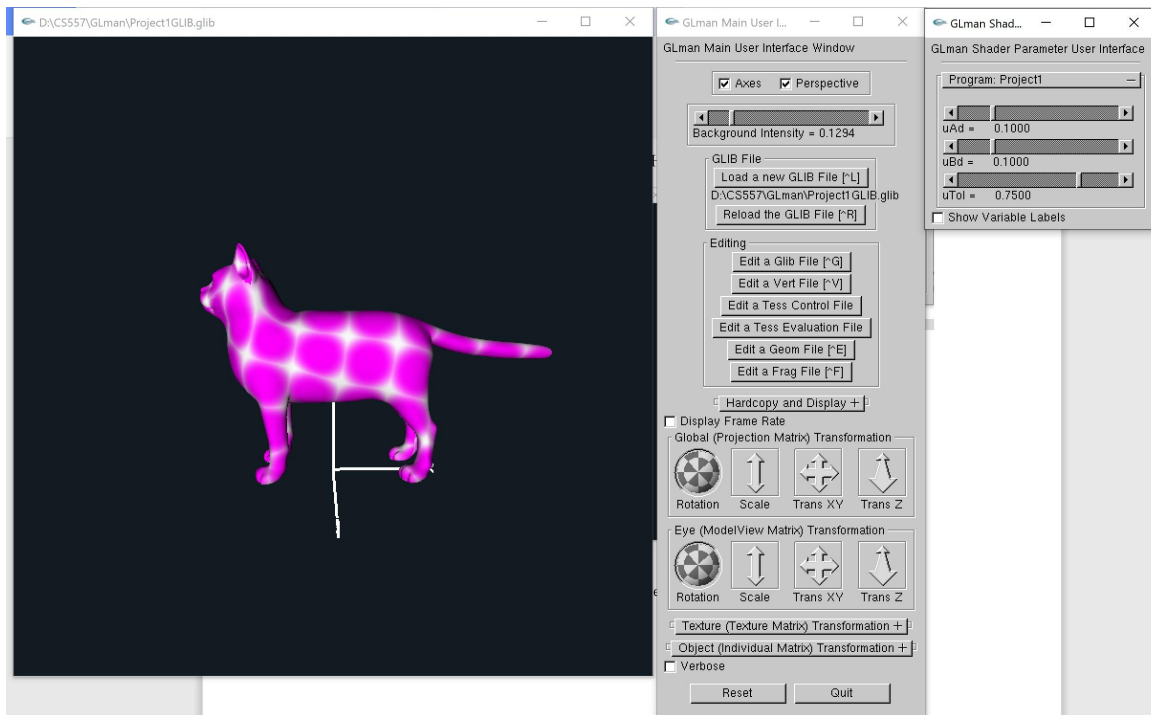 D:\CS557\GLman\Project1GLIB.glib
GLman Main User I...
GLman Main User Interface Window
Axes
Perspective
Background Intensity = 0.1294
GLIB File
Load a new GLIB File [^L]
D:\CS557\GLman\Project1GLIB.glib
Reload the GLIB File [^R]
Editing
Edit a Glib File [^G]
Edit a Vert File [^V]
Edit a Tess Control File
Edit a Tess Evaluation File
Edit a Geom File [^E]
Edit a Frag File [^F]
Hardcopy and Display +
Display Frame Rate
Global (Projection Matrix) Transformation
Rotation Scale Trans XY Trans Z
Eye (ModelView Matrix) Transformation
Rotation Scale Trans XY Trans Z
Texture (Texture Matrix) Transformation +
Object (Individual Matrix) Transformation +
Verbose
Reset Quit
GLman Shad...
GLman Shader Parameter User Interface
Program: Project1 –
uAd = 0.1000
uBd = 0.1000
uTol = 0.7500
Show Variable Labels